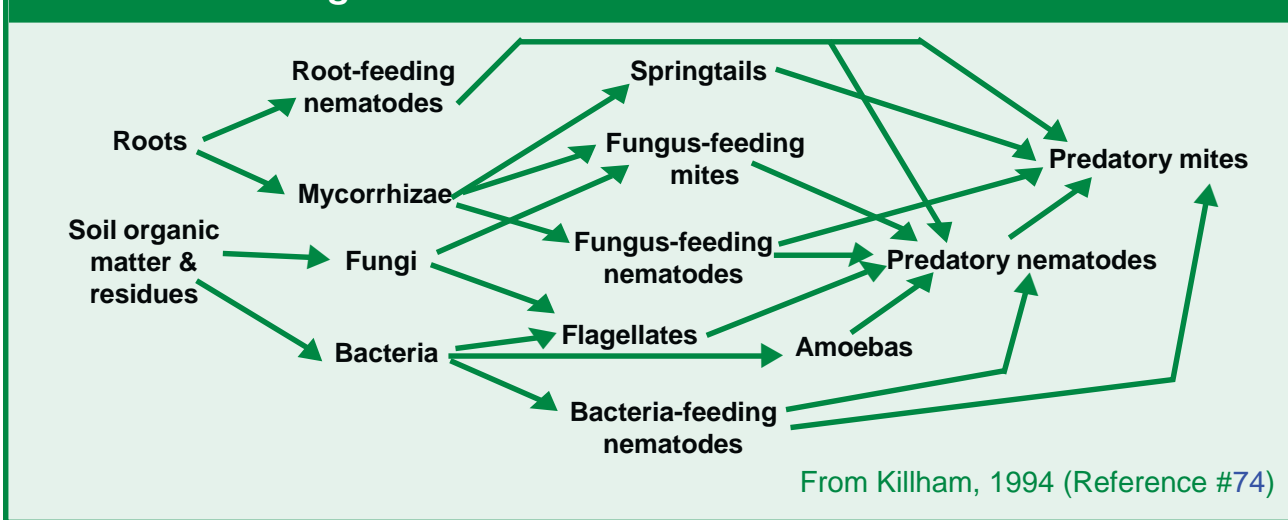 Root-feeding
nematodes
Springtails
Roots
Fungus-feeding
mites
Predatory mites
Mycorrhizae
Soil organic
matter &
residues
Fungi
Fungus-feeding
nematodes
Predatory nematodes
Flagellates
Amoebas
Bacteria
Bacteria-feeding
nematodes
From Killham, 1994 (Reference #74)